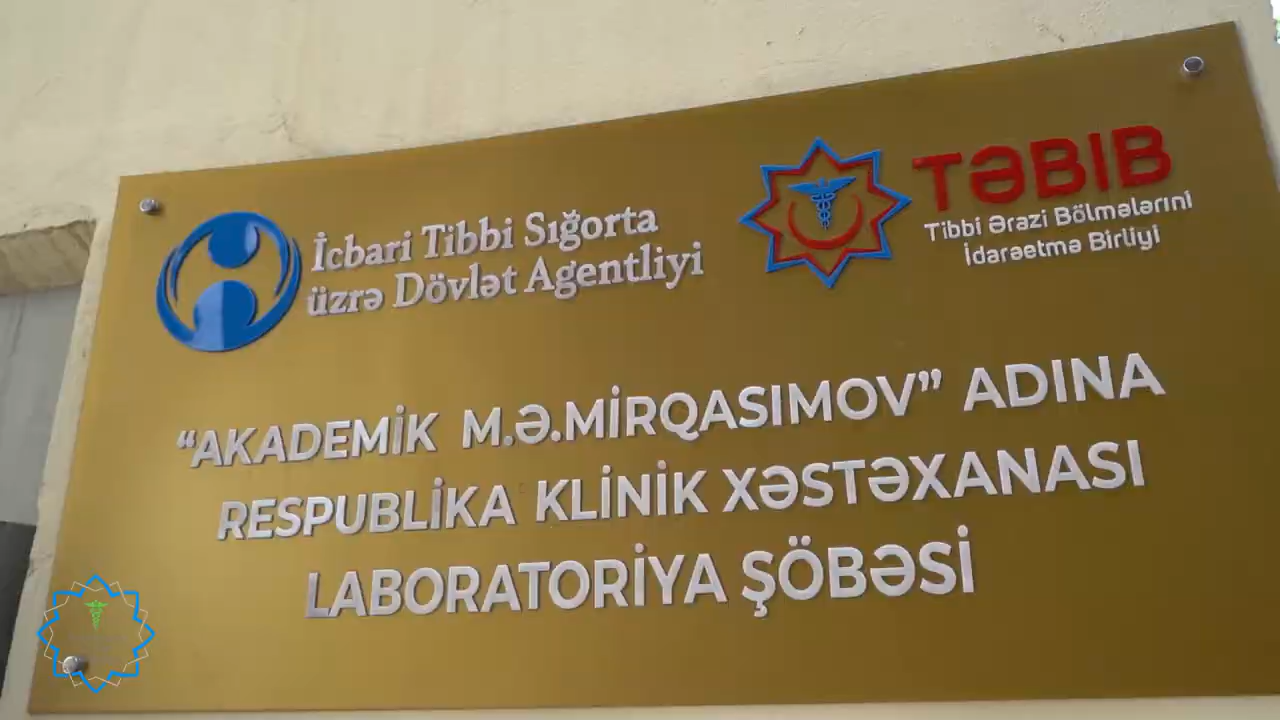 İcbari Tibbi Sığorta
üzrə Dövlət Agentliyi
TƏBIB
Tibbi Ərazi Bölmələrini
İdarəetmə Birliyi
“AKADEMİK M.Ə.MİRQASIMOV” ADINA
RESPUBLİKA KLİNİK XƏSTƏXANASI
LABORATORİYA ŞÖBƏSİ